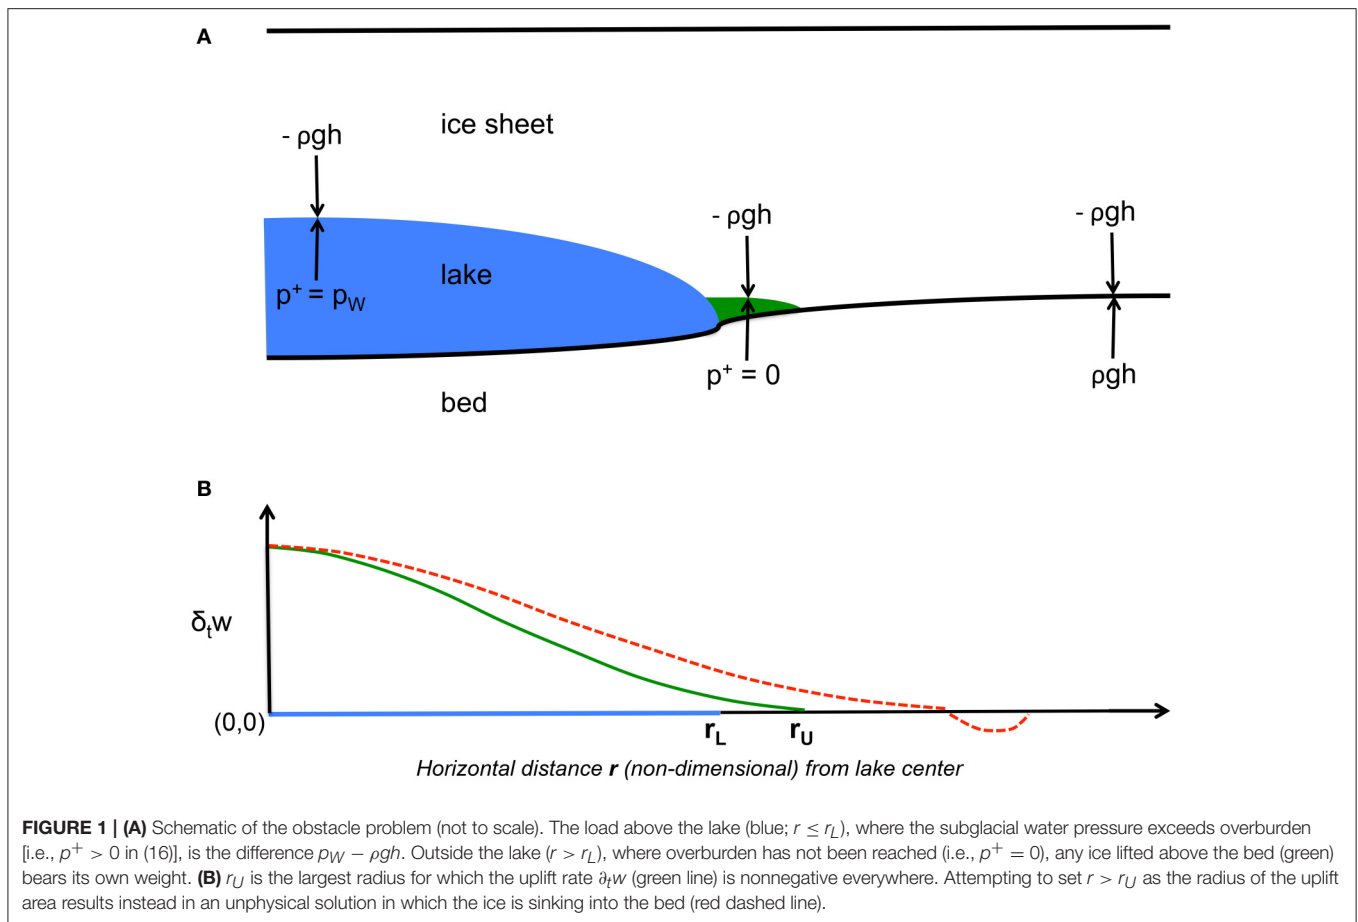 A
ice sheet
- ρgh
- ρgh
- ρgh
lake
p⁺ = p_W
p⁺ = 0
ρgh
bed
B
δ_t w
(0,0)
r_L
r_U
Horizontal distance r (non-dimensional) from lake center
FIGURE 1 | (A) Schematic of the obstacle problem (not to scale). The load above the lake (blue; r ≤ r_L), where the subglacial water pressure exceeds overburden
[i.e., p⁺ > 0 in (16)], is the difference p_W − ρgh. Outside the lake (r > r_L), where overburden has not been reached (i.e., p⁺ = 0), any ice lifted above the bed (green)
bears its own weight. (B) r_U is the largest radius for which the uplift rate ∂_t w (green line) is nonnegative everywhere. Attempting to set r > r_U as the radius of the uplift
area results instead in an unphysical solution in which the ice is sinking into the bed (red dashed line).